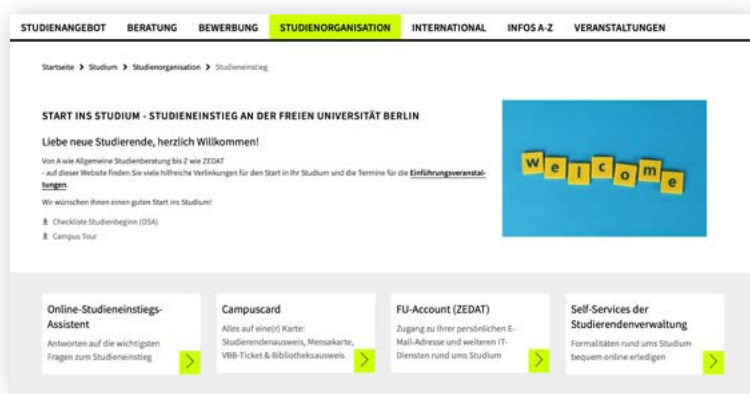 STUDIENANGEBOT BERATUNG BEWERBUNG STUDIENORGANISATION INTERNATIONAL INFOS A-Z VERANSTALTUNGEN
Startseite > Studium > Studienorganisation > Studieneinstieg
START INS STUDIUM - STUDIENEINSTIEG AN DER FREIEN UNIVERSITÄT BERLIN
Liebe neue Studierende, herzlich Willkommen!
Von A wie Allgemeine Studienberatung bis Z wie ZEDAT
- auf dieser Website finden Sie viele hilfreiche Verlinkungen für den Start in Ihr Studium und die Termine für die Einführungsveranstal-
tungen.
Wir wünschen Ihnen einen guten Start ins Studium!
Checkliste Studienbeginn (OSA)
Campus Tour
welcome
Online-Studieneinstiegs-
Assistent
Antworten auf die wichtigsten
Fragen zum Studieneinstieg
Campuscard
Alles auf eine(r) Karte:
Studierendenausweis, Mensakarte,
VBB-Ticket & Bibliotheksausweis
FU-Account (ZEDAT)
Zugang zu Ihrer persönlichen E-
Mail-Adresse und weiteren IT-
Diensten rund ums Studium
Self-Services der
Studierendenverwaltung
Formalitäten rund ums Studium
bequem online erledigen